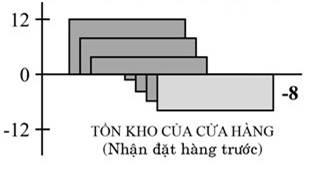 12
0
-8
-12
TỒN KHO CỦA CỬA HÀNG
(Nhận đặt hàng trước)